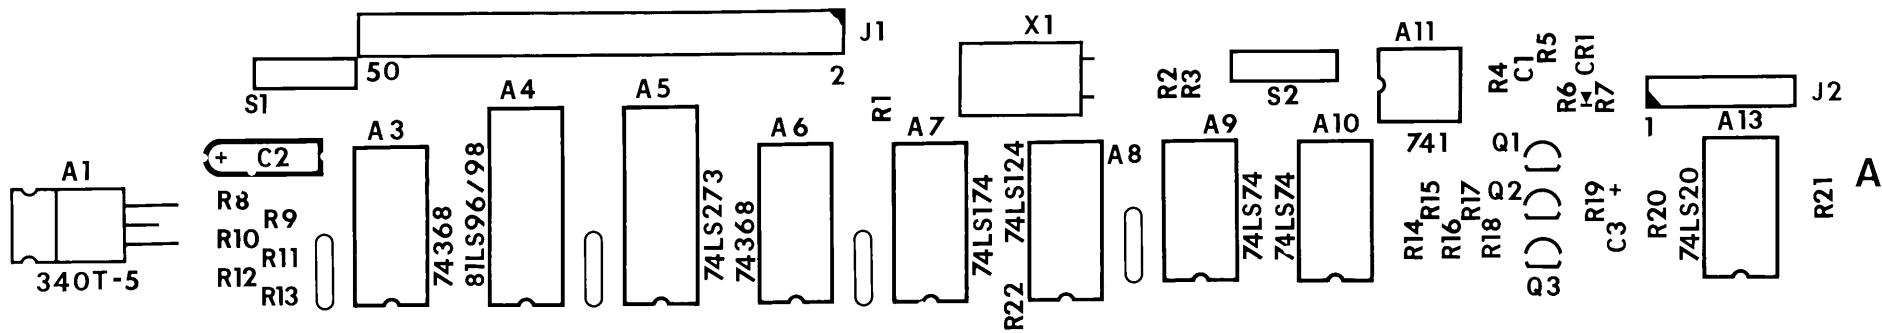 J1
50
2
S1
X1
A11
R2
R3
S2
741
R4
C1
R5
CR1
R6
R7
J2
1
A1
340T-5
+ C2
R8
R9
R10
R11
R12
R13
A3
74368
A4
81LS96/98
A5
74LS273
A6
74368
R1
A7
74LS174
A8
74LS124
R22
A9
74LS74
A10
74LS74
R14
R15
R16
R17
R18
Q1
Q2
Q3
R19
+
C3
R20
A13
74LS20
R21
A